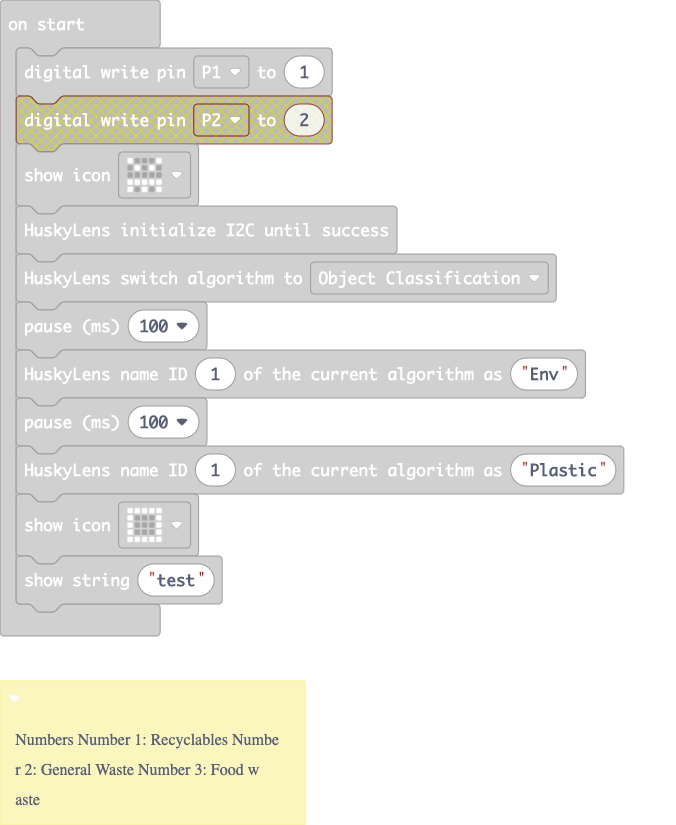 on start
digital write pin P1 to 1
digital write pin P2 to 2
show icon
HuskyLens initialize I2C until success
HuskyLens switch algorithm to Object Classification
pause (ms) 100
HuskyLens name ID 1 of the current algorithm as "Env"
pause (ms) 100
HuskyLens name ID 1 of the current algorithm as "Plastic"
show icon
show string "test"
Numbers Number 1: Recyclables Numbe
r 2: General Waste Number 3: Food w
aste